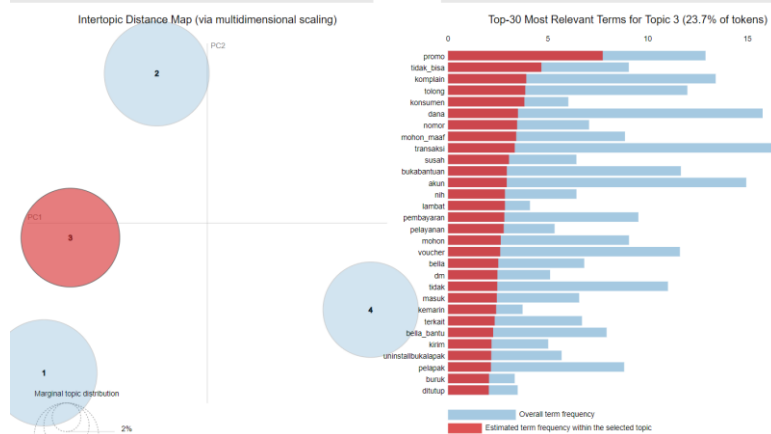 Intertopic Distance Map (via multidimensional scaling)
PC2
2
PC1
3
4
1
Marginal topic distribution
2%
Top-30 Most Relevant Terms for Topic 3 (23.7% of tokens)
0 5 10 15
promo
tidak_bisa
komplain
tolong
konsumen
dana
nomor
mohon_maaf
transaksi
susah
bukabantuan
akun
nih
lambat
pembayaran
pelayanan
mohon
voucher
bella
dm
tidak
masuk
kemarin
terkait
bella_bantu
kirim
uninstallbukalapak
pelapak
buruk
ditutup
Overall term frequency
Estimated term frequency within the selected topic